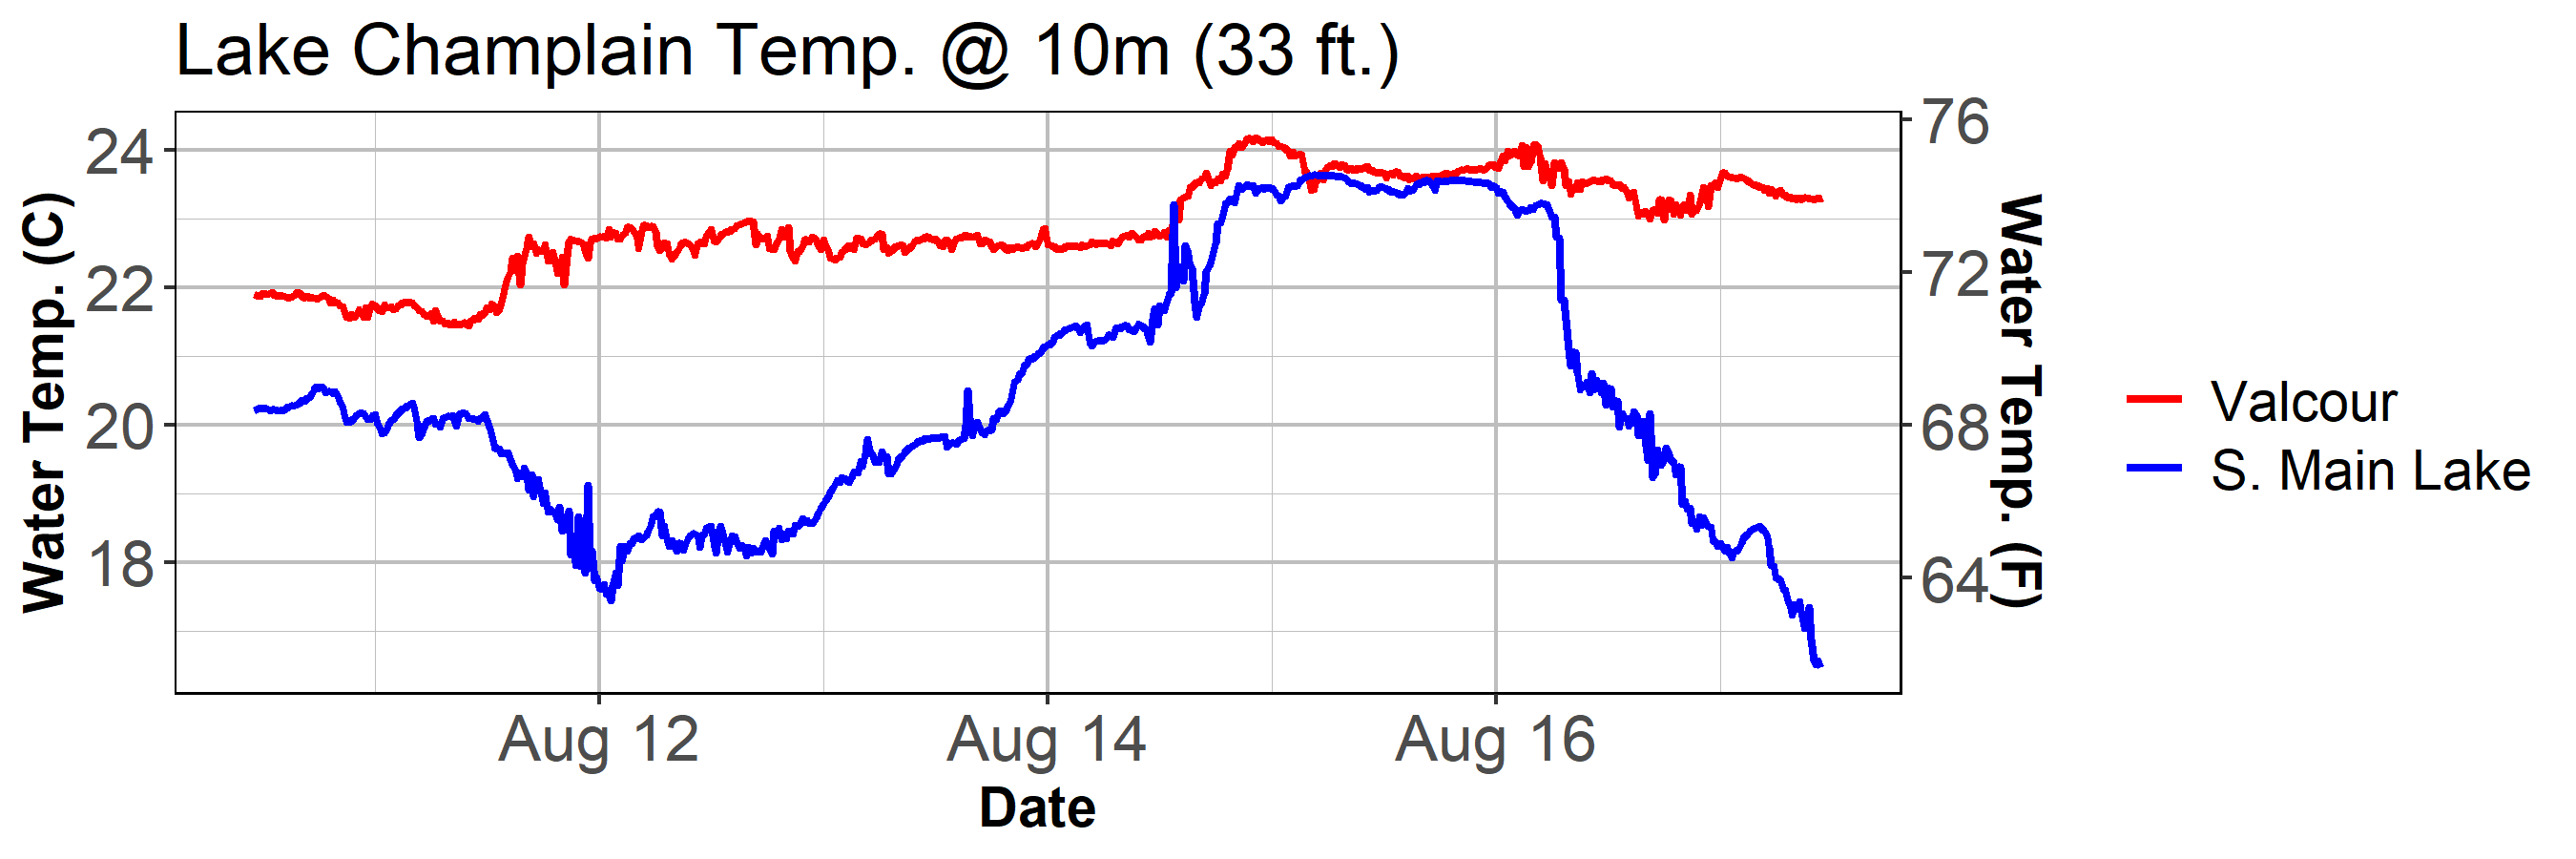 Lake Champlain Temp. @ 10m (33 ft.)
Water Temp. (C)
24
22
20
18
76
72
68
64
Water Temp. (F)
Aug 12
Aug 14
Aug 16
Date
Valcour
S. Main Lake